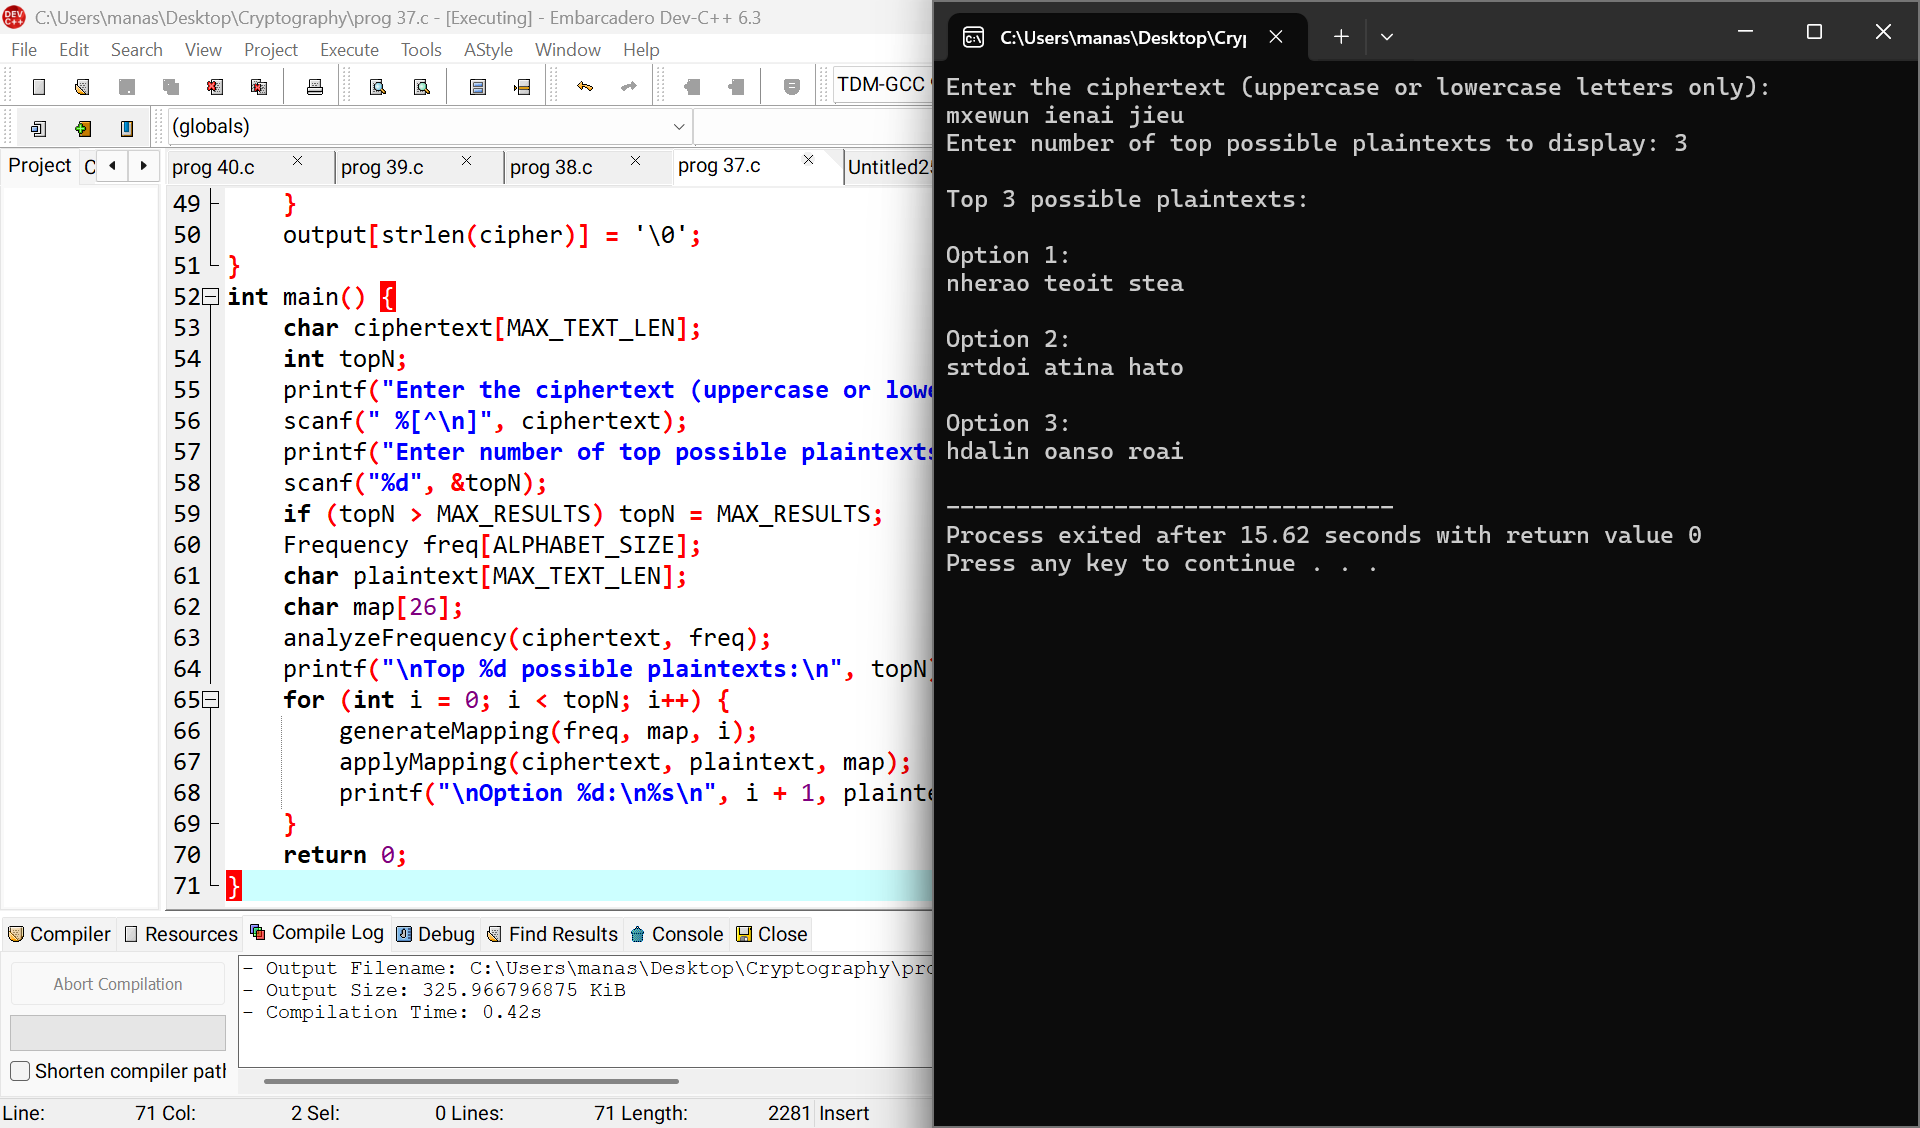 C:\Users\manas\Desktop\Cryptography\prog 37.c - [Executing] - Embarcadero Dev-C++ 6.3
File Edit Search View Project Execute Tools AStyle Window Help
TDM-GCC
(globals)
Project
prog 40.c prog 39.c prog 38.c prog 37.c Untitled25
49 }
50 output[strlen(cipher)] = '\0';
51 }
52 int main() {
53 char ciphertext[MAX_TEXT_LEN];
54 int topN;
55 printf("Enter the ciphertext (uppercase or lowe
56 scanf(" %[^\n]", ciphertext);
57 printf("Enter number of top possible plaintexts
58 scanf("%d", &topN);
59 if (topN > MAX_RESULTS) topN = MAX_RESULTS;
60 Frequency freq[ALPHABET_SIZE];
61 char plaintext[MAX_TEXT_LEN];
62 char map[26];
63 analyzeFrequency(ciphertext, freq);
64 printf("\nTop %d possible plaintexts:\n", topN)
65 for (int i = 0; i < topN; i++) {
66 generateMapping(freq, map, i);
67 applyMapping(ciphertext, plaintext, map);
68 printf("\nOption %d:\n%s\n", i + 1, plainte
69 }
70 return 0;
71 }
Compiler Resources Compile Log Debug Find Results Console Close
Abort Compilation
Shorten compiler path
- Output Filename: C:\Users\manas\Desktop\Cryptography\pro
- Output Size: 325.966796875 KiB
- Compilation Time: 0.42s
Line: 71 Col: 2 Sel: 0 Lines: 71 Length: 2281 Insert
C:\Users\manas\Desktop\Cryp
Enter the ciphertext (uppercase or lowercase letters only):
mxewun ienai jieu
Enter number of top possible plaintexts to display: 3
Top 3 possible plaintexts:
Option 1:
nherao teoit stea
Option 2:
srtdoi atina hato
Option 3:
hdalin oanso roai
--------------------------------
Process exited after 15.62 seconds with return value 0
Press any key to continue . . .